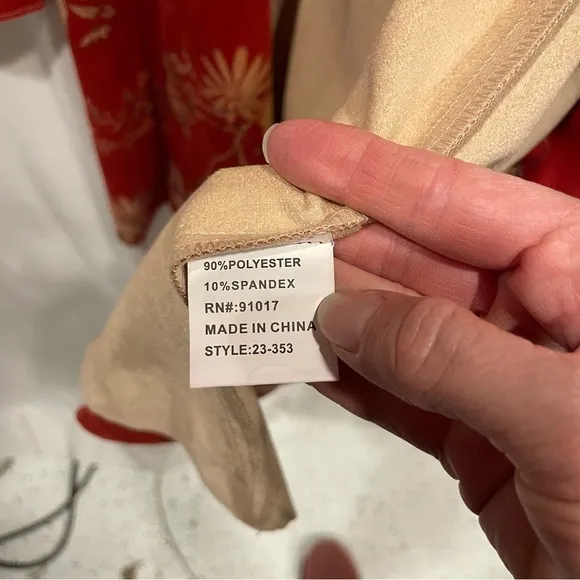 90%POLYESTER
10%SPANDEX
RN#:91017
MADE IN CHINA
STYLE:23-353